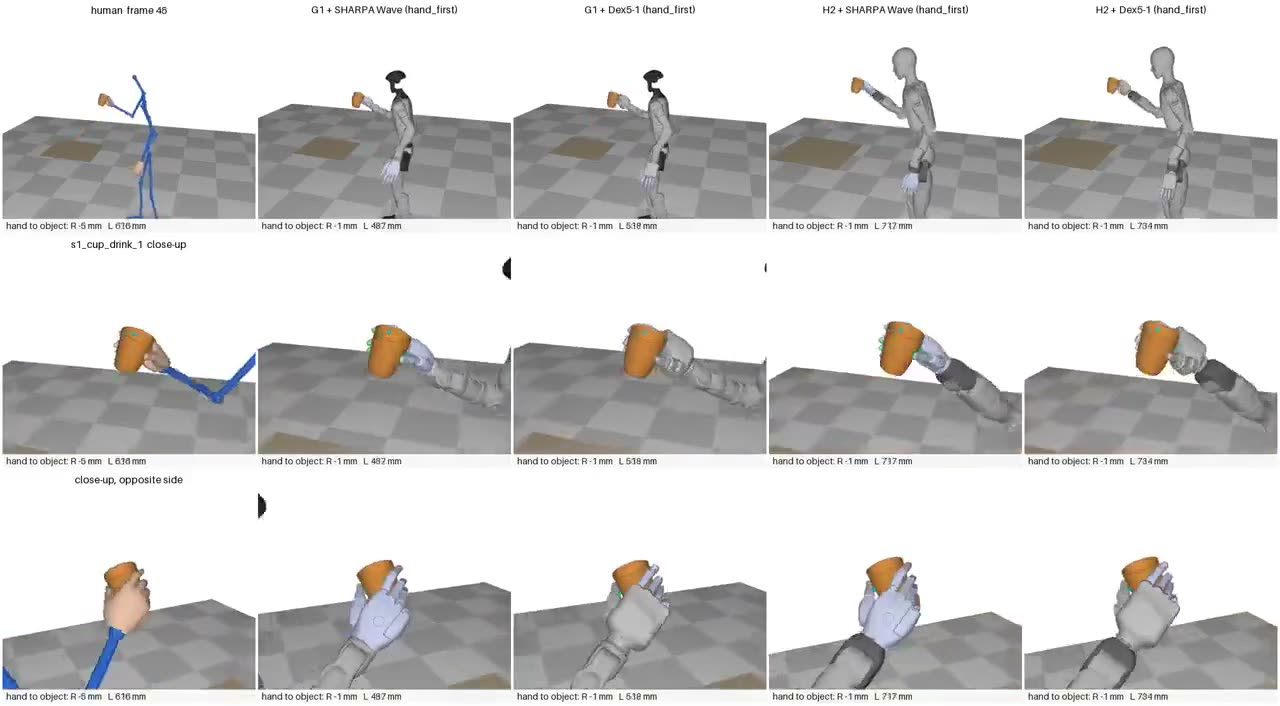 human frame 46
G1 + SHARPA Wave (hand_first)
G1 + Dex5-1 (hand_first)
H2 + SHARPA Wave (hand_first)
H2 + Dex5-1 (hand_first)
hand to object: R -5 mm L 616 mm
hand to object: R -1 mm L 487 mm
hand to object: R -1 mm L 518 mm
hand to object: R -1 mm L 717 mm
hand to object: R -1 mm L 734 mm
s1_cup_drink_1 close-up
hand to object: R -5 mm L 616 mm
hand to object: R -1 mm L 487 mm
hand to object: R -1 mm L 518 mm
hand to object: R -1 mm L 717 mm
hand to object: R -1 mm L 734 mm
close-up, opposite side
hand to object: R -5 mm L 616 mm
hand to object: R -1 mm L 487 mm
hand to object: R -1 mm L 518 mm
hand to object: R -1 mm L 717 mm
hand to object: R -1 mm L 734 mm